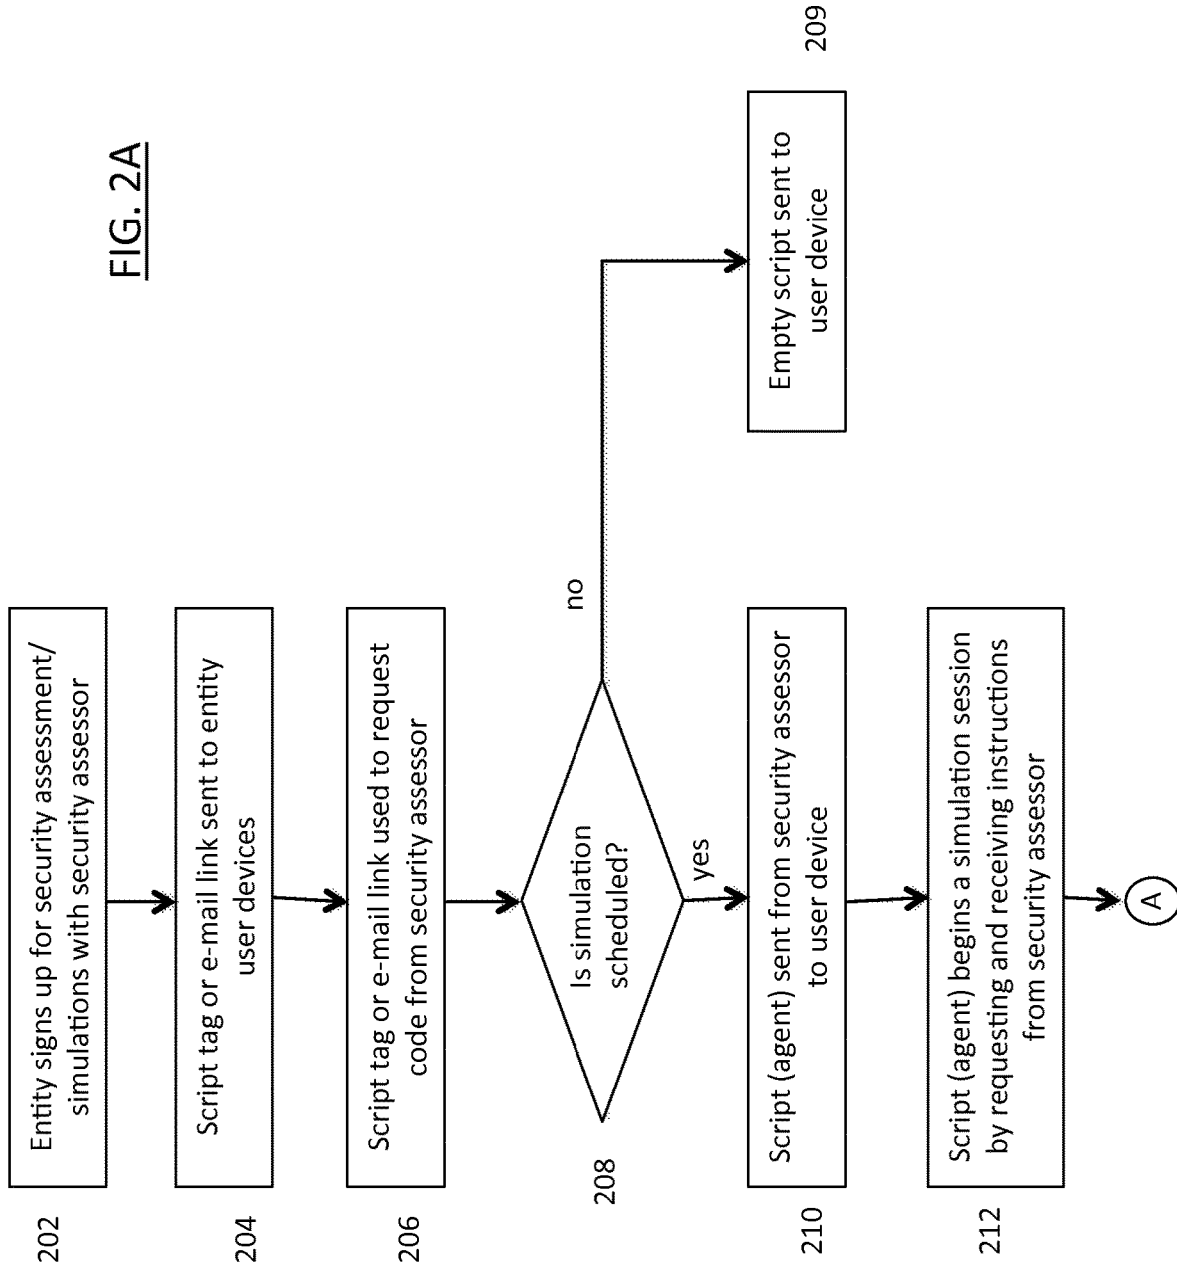 FIG. 2A
202
Entity signs up for security assessment/
simulations with security assessor
204
Script tag or e-mail link sent to entity
user devices
206
Script tag or e-mail link used to request
code from security assessor
208
Is simulation
scheduled?
no
yes
Empty script sent to
user device
209
210
Script (agent) sent from security assessor
to user device
212
Script (agent) begins a simulation session
by requesting and receiving instructions
from security assessor
A